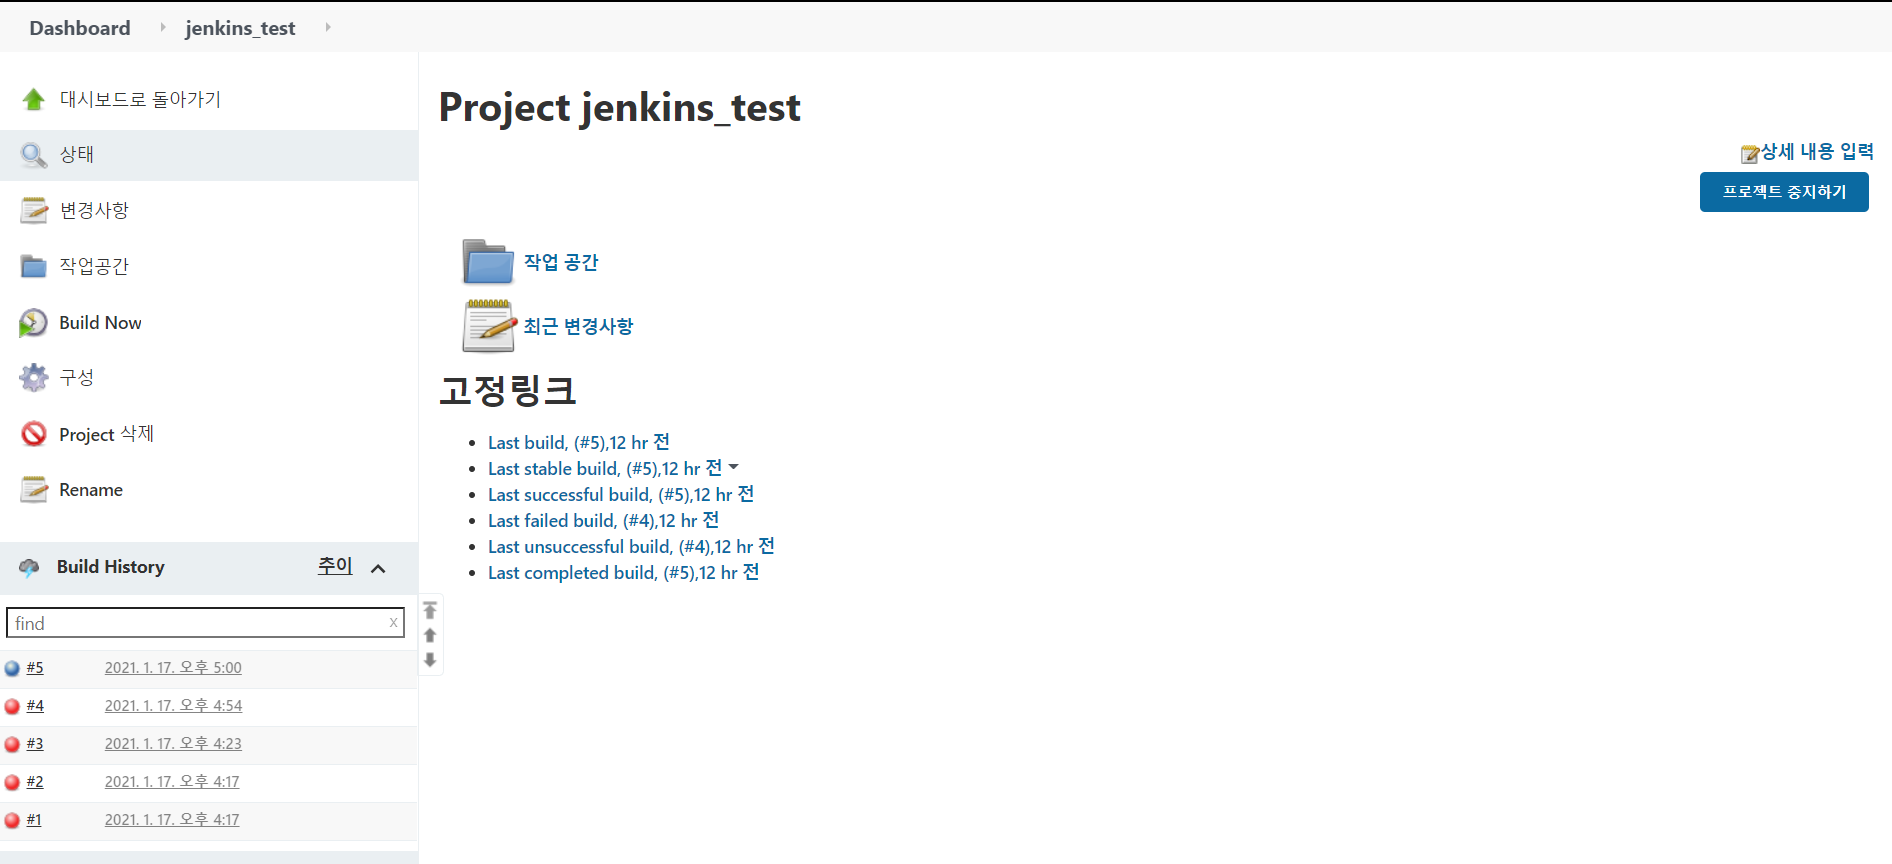 Dashboard jenkins_test
대시보드로 돌아가기
상태
변경사항
작업공간
Build Now
구성
Project 삭제
Rename
Build History 추이
find x
#5 2021. 1. 17. 오후 5:00
#4 2021. 1. 17. 오후 4:54
#3 2021. 1. 17. 오후 4:23
#2 2021. 1. 17. 오후 4:17
#1 2021. 1. 17. 오후 4:17
Project jenkins_test
상세 내용 입력
프로젝트 중지하기
작업 공간
최근 변경사항
고정링크
Last build, (#5),12 hr 전
Last stable build, (#5),12 hr 전
Last successful build, (#5),12 hr 전
Last failed build, (#4),12 hr 전
Last unsuccessful build, (#4),12 hr 전
Last completed build, (#5),12 hr 전